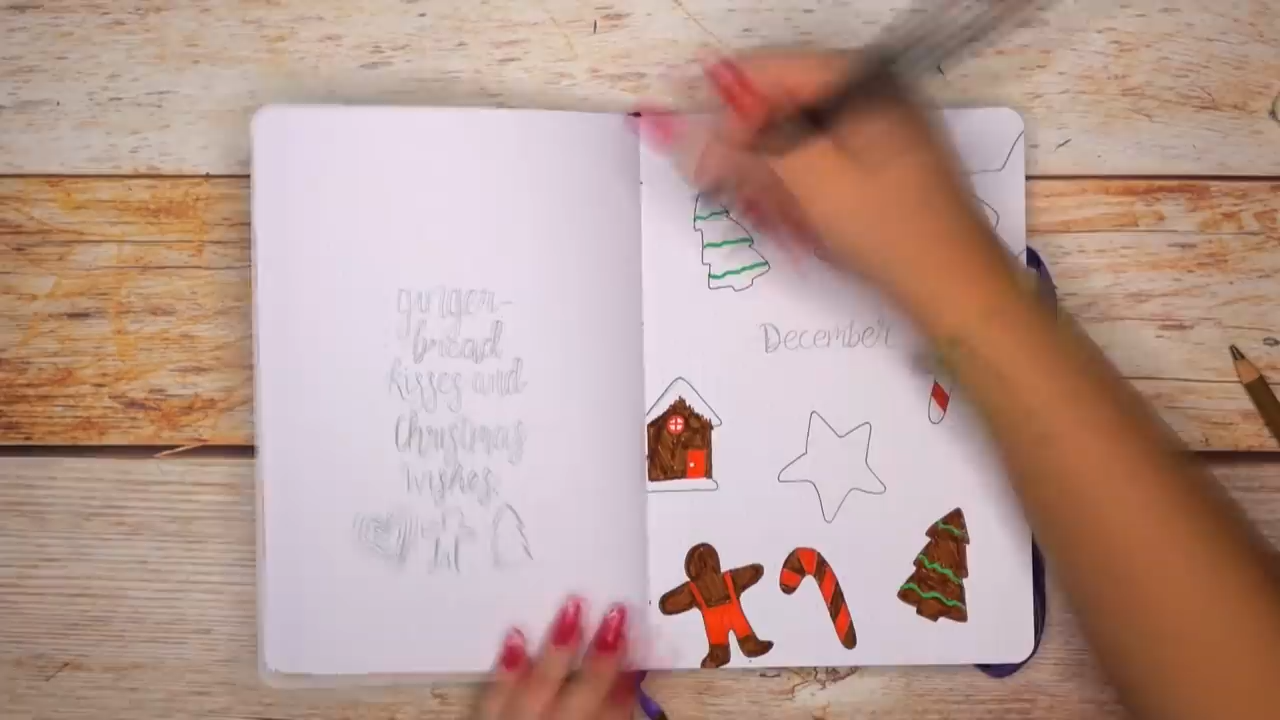 ginger-
bread
kisses and
Christmas
wishes.
December